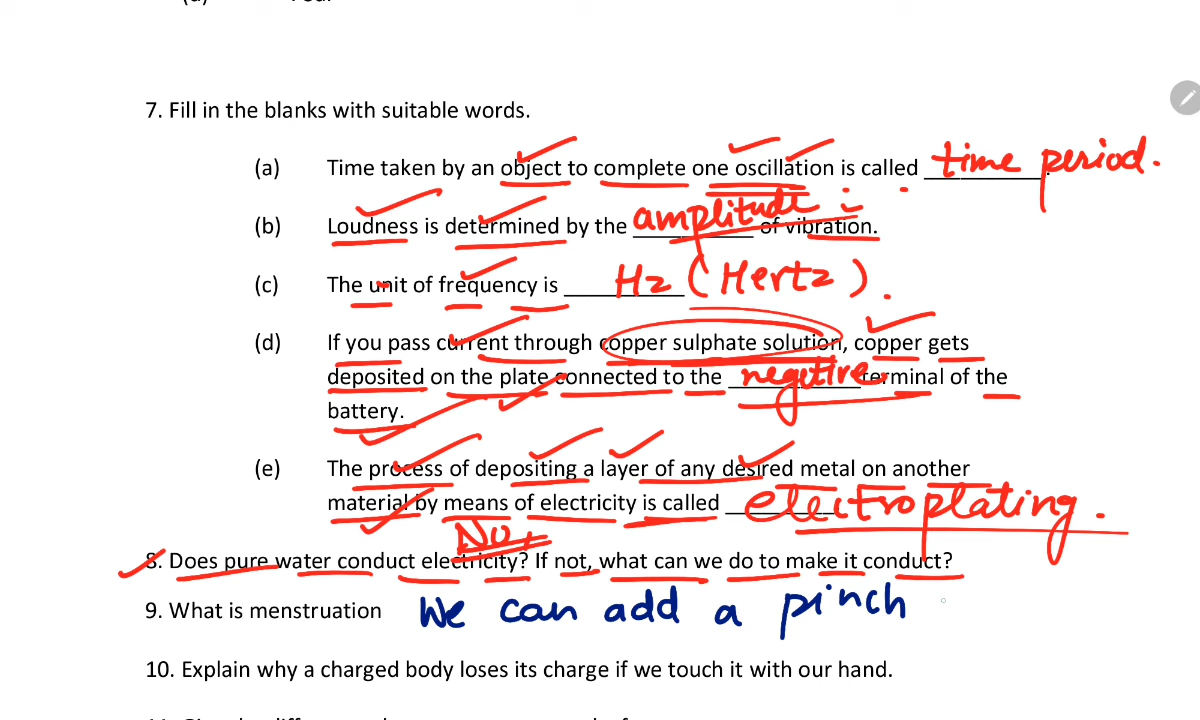 7. Fill in the blanks with suitable words.
(a) Time taken by an object to complete one oscillation is called time period.
(b) Loudness is determined by the amplitude of vibration.
(c) The unit of frequency is Hz (Hertz).
(d) If you pass current through copper sulphate solution, copper gets
deposited on the plate connected to the negetive terminal of the
battery.
(e) The process of depositing a layer of any desired metal on another
material by means of electricity is called electroplating.
No,
8. Does pure water conduct electricity? If not, what can we do to make it conduct?
9. What is menstruation We can add a pinch
10. Explain why a charged body loses its charge if we touch it with our hand.